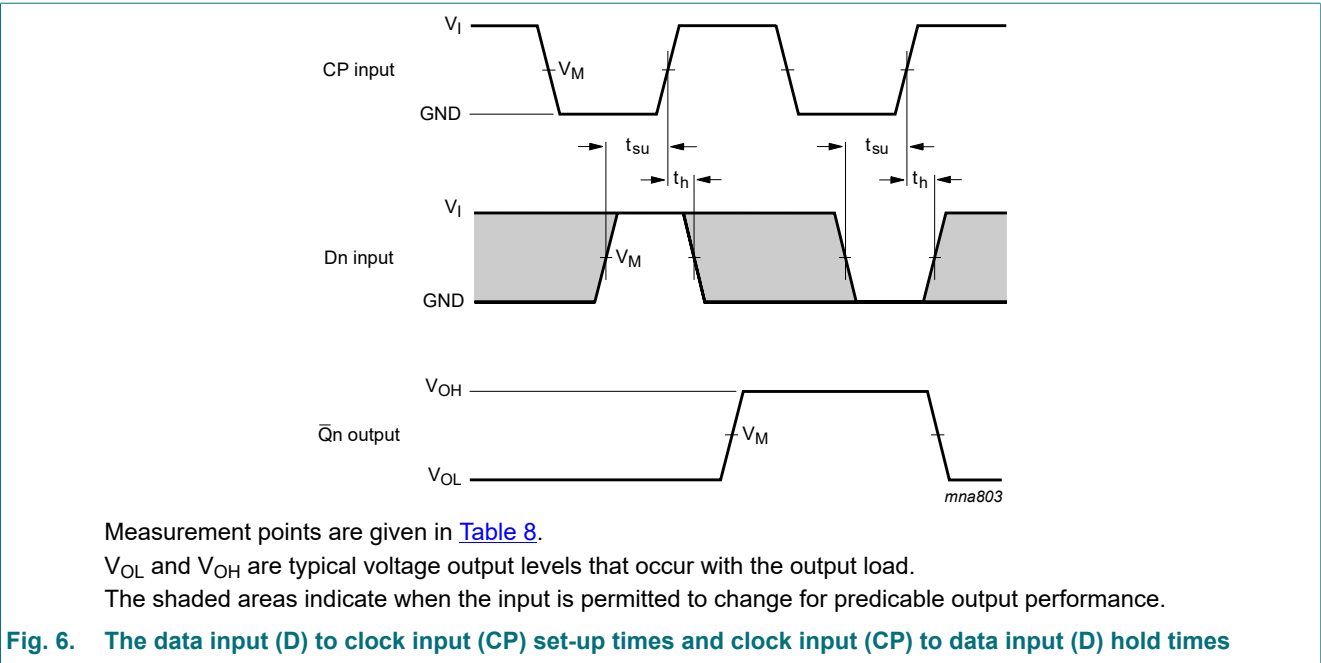 V_I
CP input
V_M
GND
t_su t_su
t_h t_h
V_I
Dn input
V_M
GND
V_OH
Q̅n output
V_M
V_OL
mna803
Measurement points are given in Table 8.
V_OL and V_OH are typical voltage output levels that occur with the output load.
The shaded areas indicate when the input is permitted to change for predicable output performance.
Fig. 6. The data input (D) to clock input (CP) set-up times and clock input (CP) to data input (D) hold times